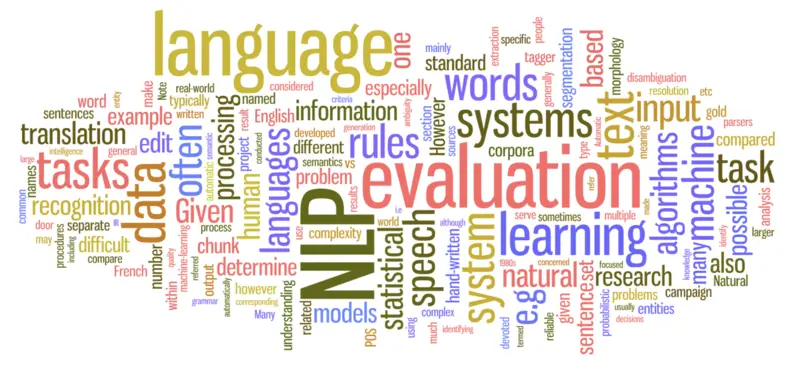 language
one
mainly
specific
people
extraction
tagger
generally
segmentation
based
morphology
disambiguation
resolution
etc
standard
especially
words
considered
Note
real-world
make
entity
word
typically
written
sentences
translation
example
edit
often
processing
named
English
information
criteria
ambiguity
However
section
sources
systems
corpora
text
input
gold
parsers
compared
meaning
type
Automatic
algorithms
machine
many
task
possible
analysis
larger
identify
knowledge
also
Natural
rules
different
developed
generation
result
project
conducted
semantic
automatic
semantics
vs
problem
results
intelligence
general
large
names
common
tasks
data
recognition
Given
human
languages
NLP
evaluation
learning
refer
made
i.e
world
complexity
use
process
door
separate
may
procedures
including
difficult
compare
French
number
within
quality
machine-learning
referred
output
chunk
determine
however
grammar
automatically
corresponding
Many
understanding
related
models
POS
statistical
speech
using
complex
much
identifying
hand-written
system
although
serve
sometimes
multiple
1980s
concerned
focused
natural
e.g
devoted
termed
reliable
given
sentence
set
research
problems
usually
decisions
probabilistic
entities
campaign